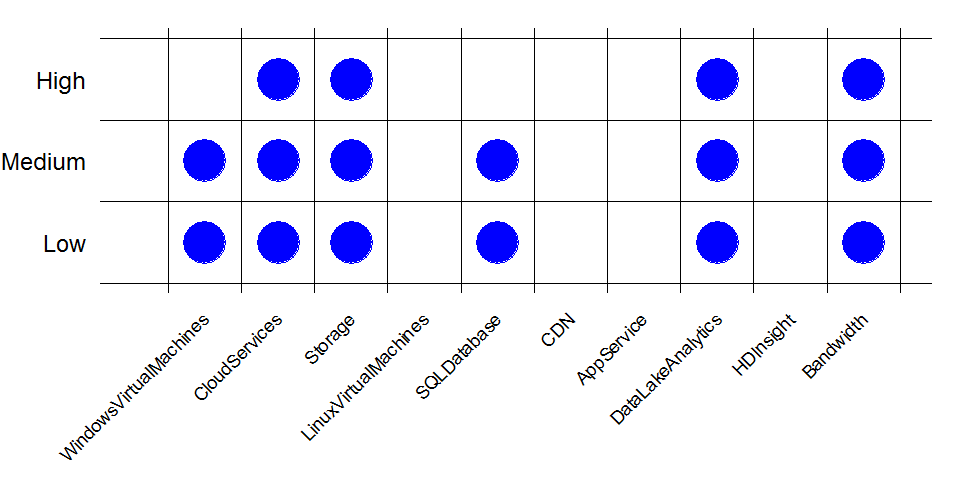 High
Medium
Low
WindowsVirtualMachines
CloudServices
Storage
LinuxVirtualMachines
SQLDatabase
CDN
AppService
DataLakeAnalytics
HDInsight
Bandwidth